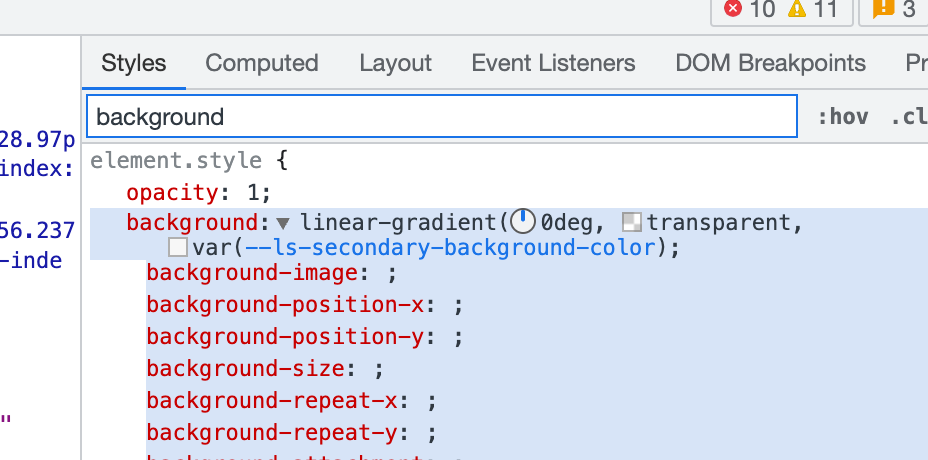 10 11 3
Styles Computed Layout Event Listeners DOM Breakpoints Pr
background :hov .cl
28.97p
index:
56.237
-inde
"
element.style {
opacity: 1;
background: linear-gradient( 0deg, transparent,
var(--ls-secondary-background-color);
background-image: ;
background-position-x: ;
background-position-y: ;
background-size: ;
background-repeat-x: ;
background-repeat-y: ;